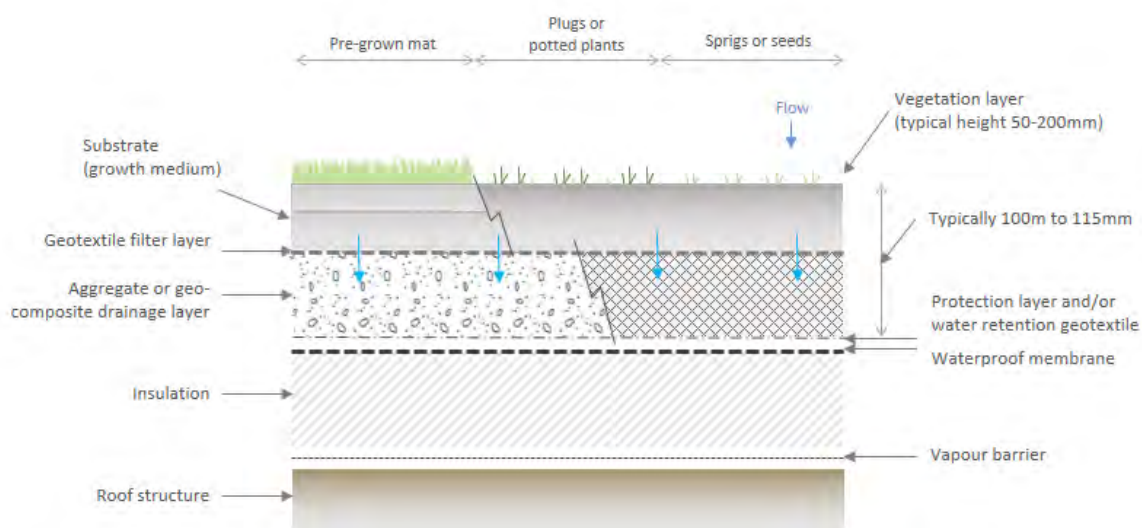 Pre-grown mat
Plugs or
potted plants
Sprigs or seeds
Flow
Vegetation layer
(typical height 50-200mm)
Substrate
(growth medium)
Typically 100m to 115mm
Geotextile filter layer
Aggregate or geo-
composite drainage layer
Protection layer and/or
water retention geotextile
Waterproof membrane
Insulation
Vapour barrier
Roof structure